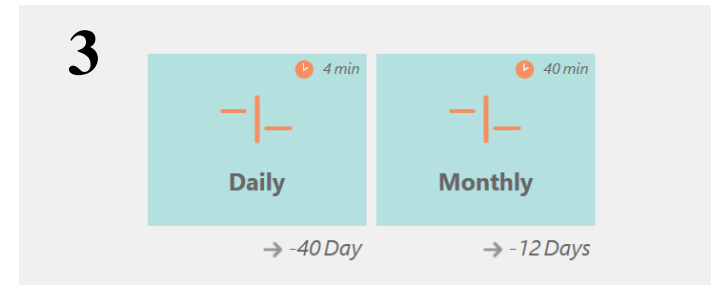 3
4 min
40 min
Daily
Monthly
→ -40 Day
→ -12 Days